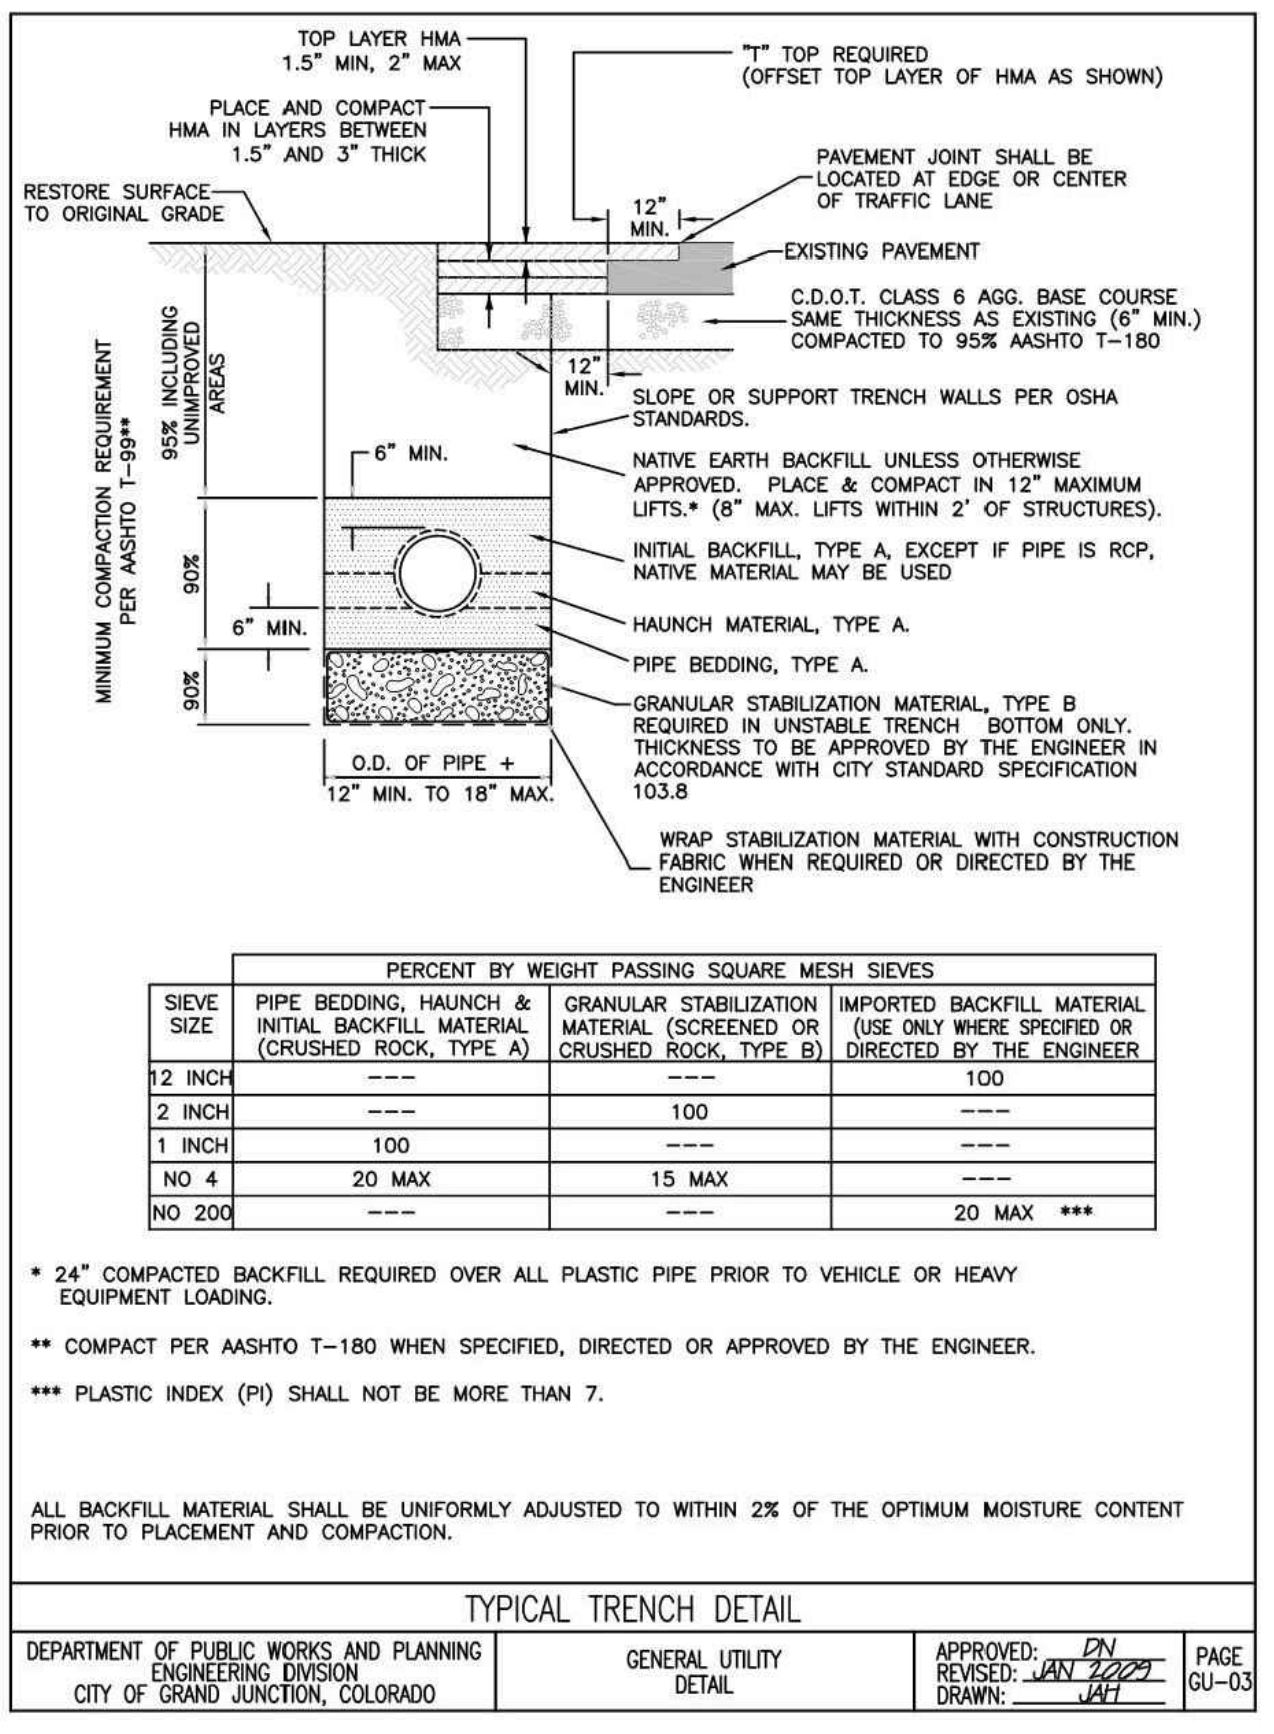 TOP LAYER HMA
1.5" MIN, 2" MAX
"T" TOP REQUIRED
(OFFSET TOP LAYER OF HMA AS SHOWN)
PLACE AND COMPACT
HMA IN LAYERS BETWEEN
1.5" AND 3" THICK
PAVEMENT JOINT SHALL BE
LOCATED AT EDGE OR CENTER
OF TRAFFIC LANE
RESTORE SURFACE
TO ORIGINAL GRADE
12"
MIN.
EXISTING PAVEMENT
C.D.O.T. CLASS 6 AGG. BASE COURSE
SAME THICKNESS AS EXISTING (6" MIN.)
COMPACTED TO 95% AASHTO T-180
12"
MIN.
MINIMUM COMPACTION REQUIREMENT
PER AASHTO T-99**
95% INCLUDING
UNIMPROVED
AREAS
SLOPE OR SUPPORT TRENCH WALLS PER OSHA
STANDARDS.
6" MIN.
NATIVE EARTH BACKFILL UNLESS OTHERWISE
APPROVED. PLACE & COMPACT IN 12" MAXIMUM
LIFTS.* (8" MAX. LIFTS WITHIN 2' OF STRUCTURES).
INITIAL BACKFILL, TYPE A, EXCEPT IF PIPE IS RCP,
NATIVE MATERIAL MAY BE USED
90%
6" MIN.
HAUNCH MATERIAL, TYPE A.
PIPE BEDDING, TYPE A.
90%
GRANULAR STABILIZATION MATERIAL, TYPE B
REQUIRED IN UNSTABLE TRENCH BOTTOM ONLY.
THICKNESS TO BE APPROVED BY THE ENGINEER IN
ACCORDANCE WITH CITY STANDARD SPECIFICATION
103.8
O.D. OF PIPE +
12" MIN. TO 18" MAX.
WRAP STABILIZATION MATERIAL WITH CONSTRUCTION
FABRIC WHEN REQUIRED OR DIRECTED BY THE
ENGINEER
PERCENT BY WEIGHT PASSING SQUARE MESH SIEVES
SIEVE
SIZE
PIPE BEDDING, HAUNCH &
INITIAL BACKFILL MATERIAL
(CRUSHED ROCK, TYPE A)
GRANULAR STABILIZATION
MATERIAL (SCREENED OR
CRUSHED ROCK, TYPE B)
IMPORTED BACKFILL MATERIAL
(USE ONLY WHERE SPECIFIED OR
DIRECTED BY THE ENGINEER
12 INCH --- --- 100
2 INCH --- 100 ---
1 INCH 100 --- ---
NO 4 20 MAX 15 MAX ---
NO 200 --- --- 20 MAX ***
* 24" COMPACTED BACKFILL REQUIRED OVER ALL PLASTIC PIPE PRIOR TO VEHICLE OR HEAVY
EQUIPMENT LOADING.
** COMPACT PER AASHTO T-180 WHEN SPECIFIED, DIRECTED OR APPROVED BY THE ENGINEER.
*** PLASTIC INDEX (PI) SHALL NOT BE MORE THAN 7.
ALL BACKFILL MATERIAL SHALL BE UNIFORMLY ADJUSTED TO WITHIN 2% OF THE OPTIMUM MOISTURE CONTENT
PRIOR TO PLACEMENT AND COMPACTION.
TYPICAL TRENCH DETAIL
DEPARTMENT OF PUBLIC WORKS AND PLANNING
ENGINEERING DIVISION
CITY OF GRAND JUNCTION, COLORADO
GENERAL UTILITY
DETAIL
APPROVED: DN
REVISED: JAN 2009
DRAWN: JAH
PAGE
GU-03